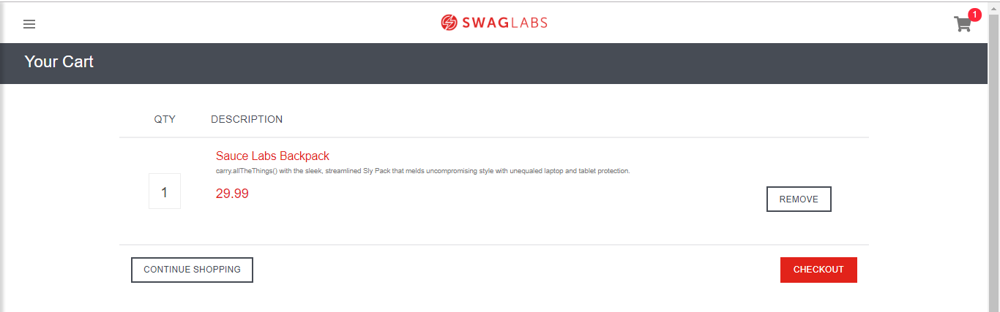 SWAGLABS
1
Your Cart
QTY DESCRIPTION
Sauce Labs Backpack
carry.allTheThings() with the sleek, streamlined Sly Pack that melds uncompromising style with unequaled laptop and tablet protection.
1
29.99
REMOVE
CONTINUE SHOPPING
CHECKOUT